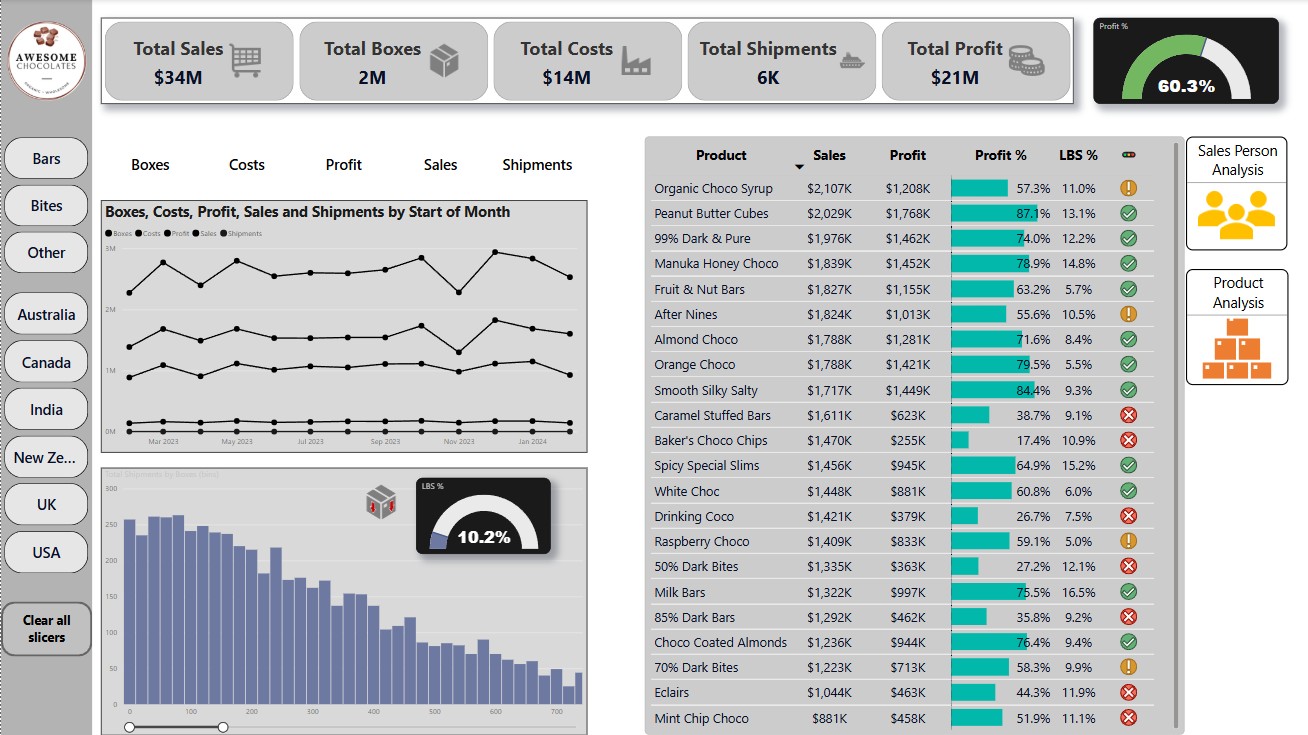 AWESOME
CHOCOLATES
Total Sales
$34M
Total Boxes
2M
Total Costs
$14M
Total Shipments
6K
Total Profit
$21M
Profit %
60.3%
Bars
Bites
Other
Australia
Canada
India
New Ze...
UK
USA
Clear all
slicers
Boxes Costs Profit Sales Shipments
Boxes, Costs, Profit, Sales and Shipments by Start of Month
Boxes Costs Profit Sales Shipments
3M
2M
1M
0M
Mar 2023 May 2023 Jul 2023 Sep 2023 Nov 2023 Jan 2024
Total Shipments by Boxes (bins)
LBS %
10.2%
300
250
200
150
100
50
0
0 100 200 300 400 500 600 700
Product Sales Profit Profit % LBS %
Organic Choco Syrup $2,107K $1,208K 57.3% 11.0%
Peanut Butter Cubes $2,029K $1,768K 87.1% 13.1%
99% Dark & Pure $1,976K $1,462K 74.0% 12.2%
Manuka Honey Choco $1,839K $1,452K 78.9% 14.8%
Fruit & Nut Bars $1,827K $1,155K 63.2% 5.7%
After Nines $1,824K $1,013K 55.6% 10.5%
Almond Choco $1,788K $1,281K 71.6% 8.4%
Orange Choco $1,788K $1,421K 79.5% 5.5%
Smooth Silky Salty $1,717K $1,449K 84.4% 9.3%
Caramel Stuffed Bars $1,611K $623K 38.7% 9.1%
Baker's Choco Chips $1,470K $255K 17.4% 10.9%
Spicy Special Slims $1,456K $945K 64.9% 15.2%
White Choc $1,448K $881K 60.8% 6.0%
Drinking Coco $1,421K $379K 26.7% 7.5%
Raspberry Choco $1,409K $833K 59.1% 5.0%
50% Dark Bites $1,335K $363K 27.2% 12.1%
Milk Bars $1,322K $997K 75.5% 16.5%
85% Dark Bars $1,292K $462K 35.8% 9.2%
Choco Coated Almonds $1,236K $944K 76.4% 9.4%
70% Dark Bites $1,223K $713K 58.3% 9.9%
Eclairs $1,044K $463K 44.3% 11.9%
Mint Chip Choco $881K $458K 51.9% 11.1%
Sales Person
Analysis
Product
Analysis